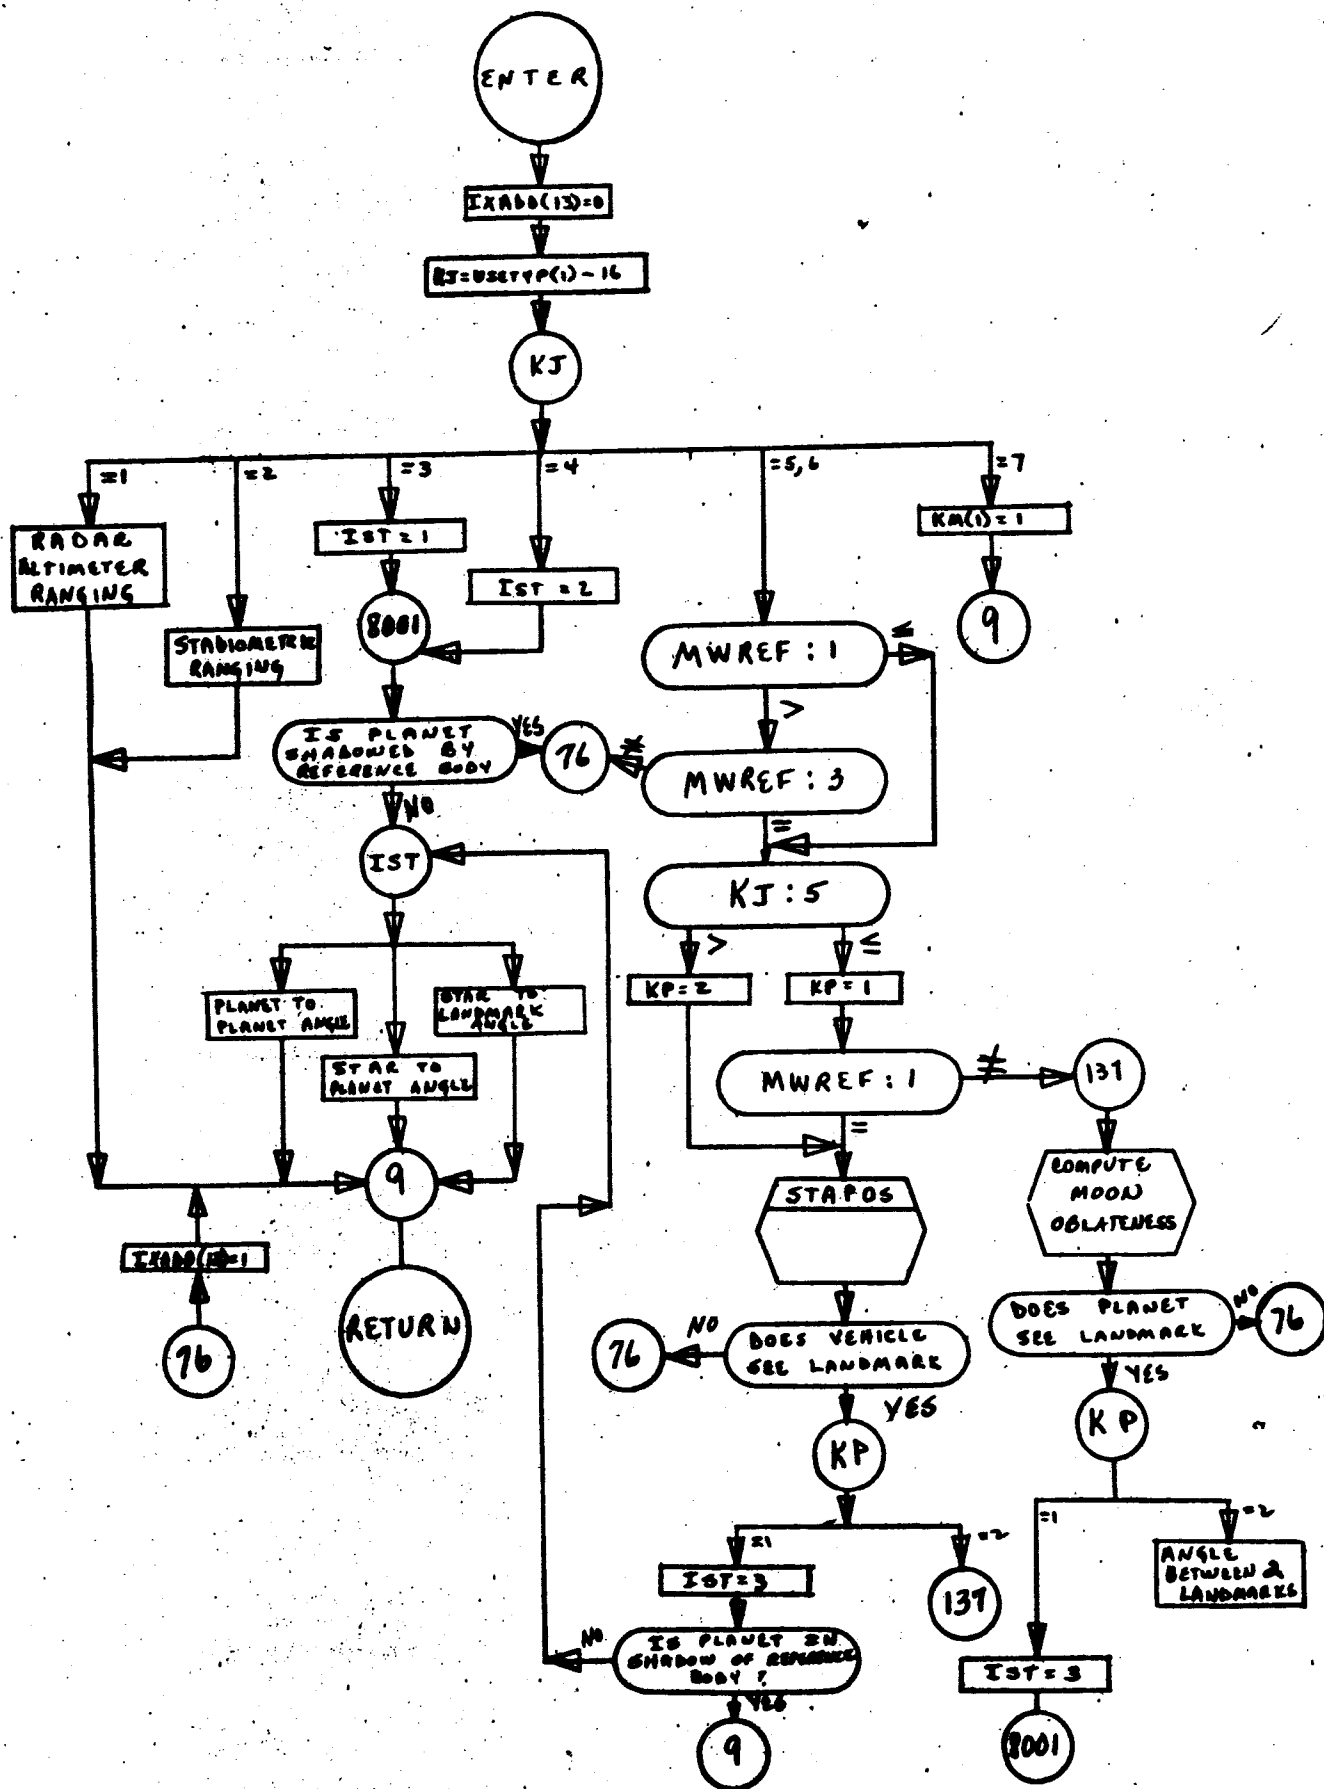 ENTER
IXADD(13)=0
KJ=USETYP(1)-16
KJ
=1
=2
=3
=4
=5,6
=7
RADAR
ALTIMETER
RANGING
STADIOMETRIC
RANGING
IST=1
IST=2
8001
KM(1)=1
9
MWREF:1
≤
>
IS PLANET
SHADOWED BY
REFERENCE BODY
YES
76
≠
MWREF:3
NO
=
IST
KJ:5
>
≤
KP=2
KP=1
PLANET TO
PLANET ANGLE
STAR TO
LANDMARK
ANGLE
STAR TO
PLANET ANGLE
MWREF:1
≠
137
=
9
STAPOS
COMPUTE
MOON
OBLATENESS
IXADD(13)=1
RETURN
76
76
NO
DOES VEHICLE
SEE LANDMARK
YES
DOES PLANET
SEE LANDMARK
NO
76
YES
KP
KP
=1
=2
=1
=2
IST=3
137
ANGLE
BETWEEN 2
LANDMARKS
NO
IS PLANET IN
SHADOW OF REFERENCE
BODY?
YES
9
IST=3
8001